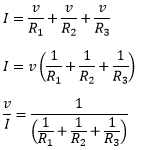 I = v/R₁ + v/R₂ + v/R₃
I = v(1/R₁ + 1/R₂ + 1/R₃)
v/I = 1/(1/R₁ + 1/R₂ + 1/R₃)